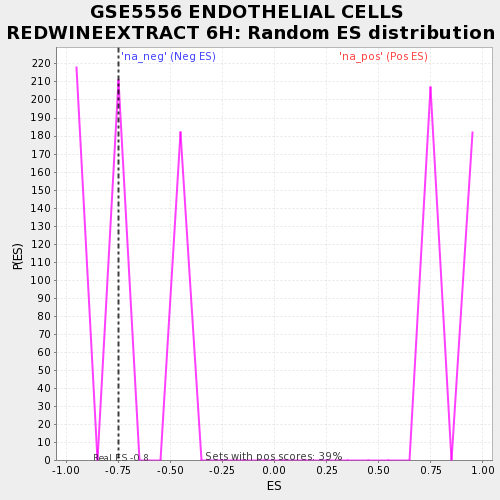 GSE5556 ENDOTHELIAL CELLS
REDWINEEXTRACT 6H: Random ES distribution
'na_neg' (Neg ES)
'na_pos' (Pos ES)
220
210
200
190
180
170
160
150
140
130
120
110
100
90
80
70
60
50
40
30
20
10
0
P(ES)
Real ES -0.8
Sets with pos scores: 39%
-1.00 -0.75 -0.50 -0.25 0.00 0.25 0.50 0.75 1.00
ES